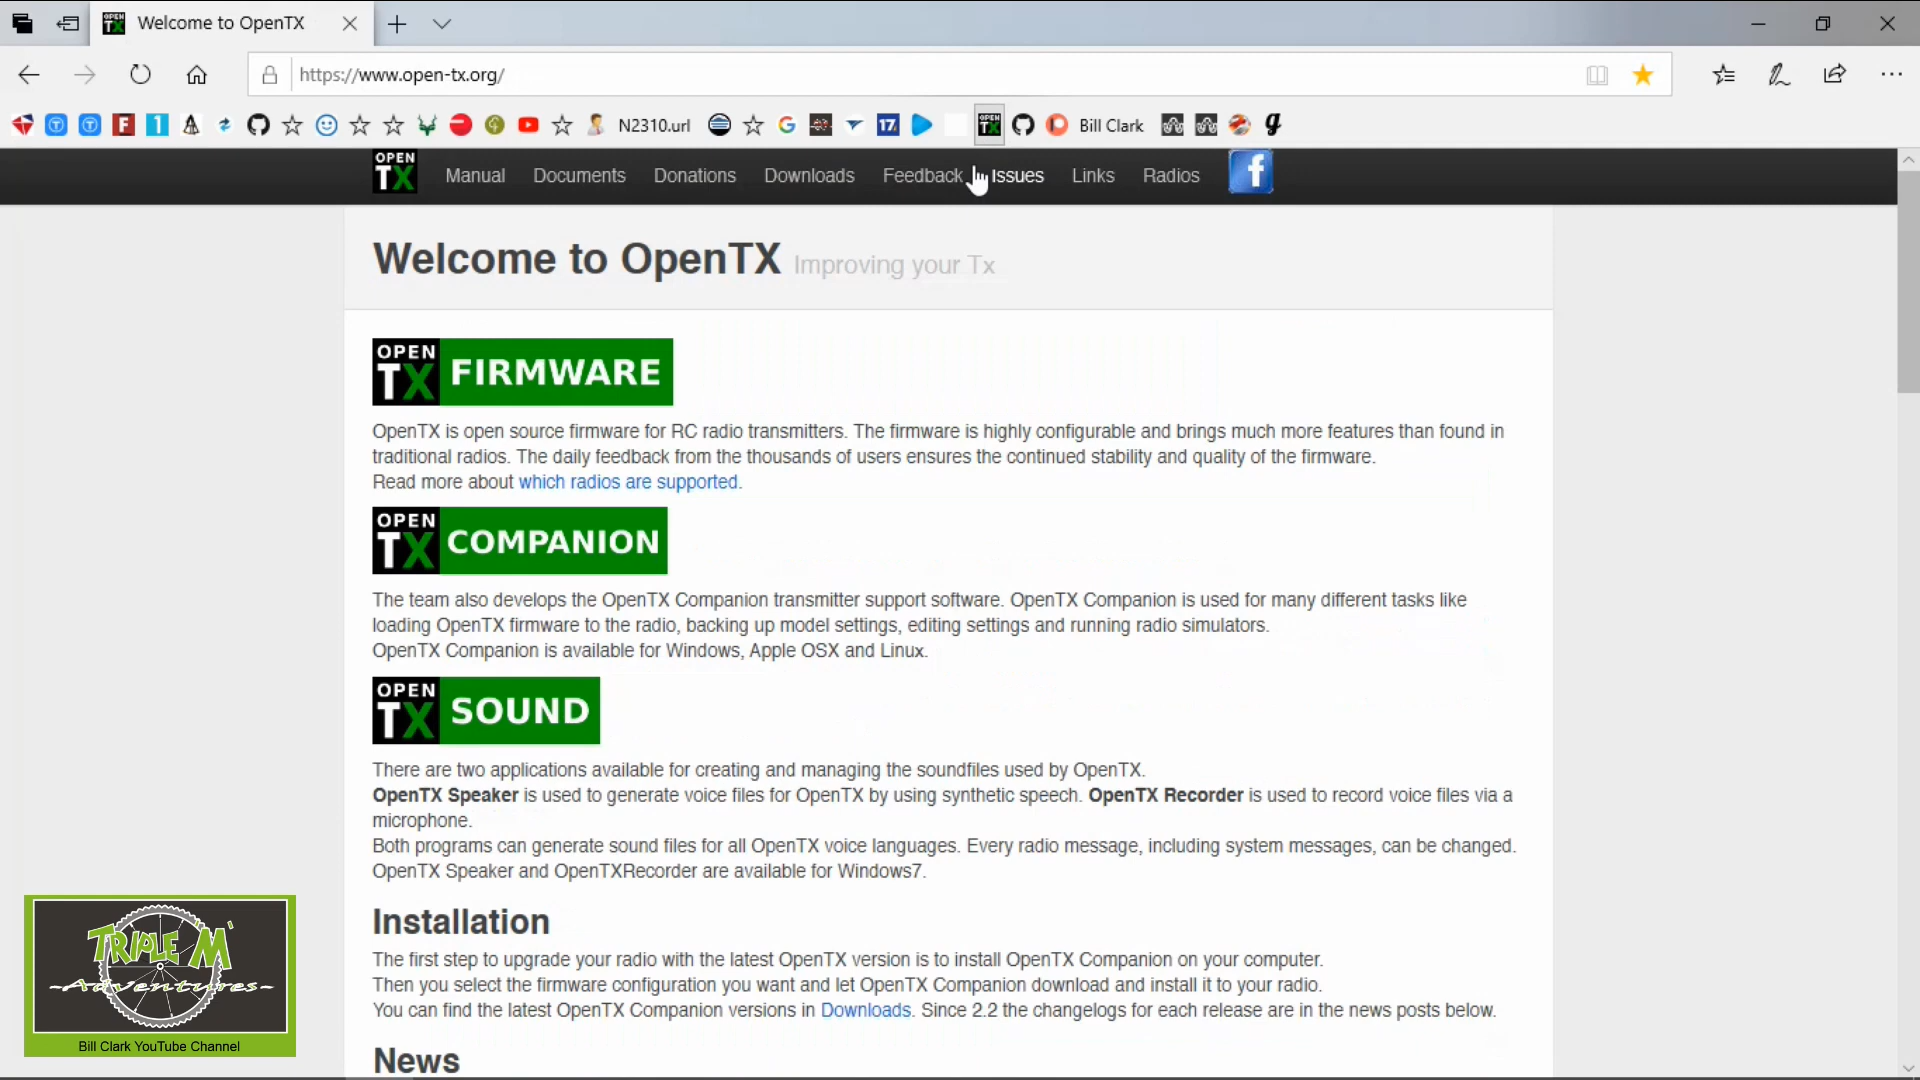 OPEN TX Welcome to OpenTX
https://www.open-tx.org/
N2310.url 17 OPEN TX Bill Clark
OPEN TX Manual Documents Donations Downloads Feedback Issues Links Radios f
Welcome to OpenTX Improving your Tx
OPEN TX FIRMWARE
OpenTX is open source firmware for RC radio transmitters. The firmware is highly configurable and brings much more features than found in
traditional radios. The daily feedback from the thousands of users ensures the continued stability and quality of the firmware.
Read more about which radios are supported.
OPEN TX COMPANION
The team also develops the OpenTX Companion transmitter support software. OpenTX Companion is used for many different tasks like
loading OpenTX firmware to the radio, backing up model settings, editing settings and running radio simulators.
OpenTX Companion is available for Windows, Apple OSX and Linux.
OPEN TX SOUND
There are two applications available for creating and managing the soundfiles used by OpenTX.
OpenTX Speaker is used to generate voice files for OpenTX by using synthetic speech. OpenTX Recorder is used to record voice files via a
microphone.
Both programs can generate sound files for all OpenTX voice languages. Every radio message, including system messages, can be changed.
OpenTX Speaker and OpenTXRecorder are available for Windows7.
Installation
The first step to upgrade your radio with the latest OpenTX version is to install OpenTX Companion on your computer.
Then you select the firmware configuration you want and let OpenTX Companion download and install it to your radio.
You can find the latest OpenTX Companion versions in Downloads. Since 2.2 the changelogs for each release are in the news posts below.
News
TRIPLE M'
-Adventures-
Bill Clark YouTube Channel